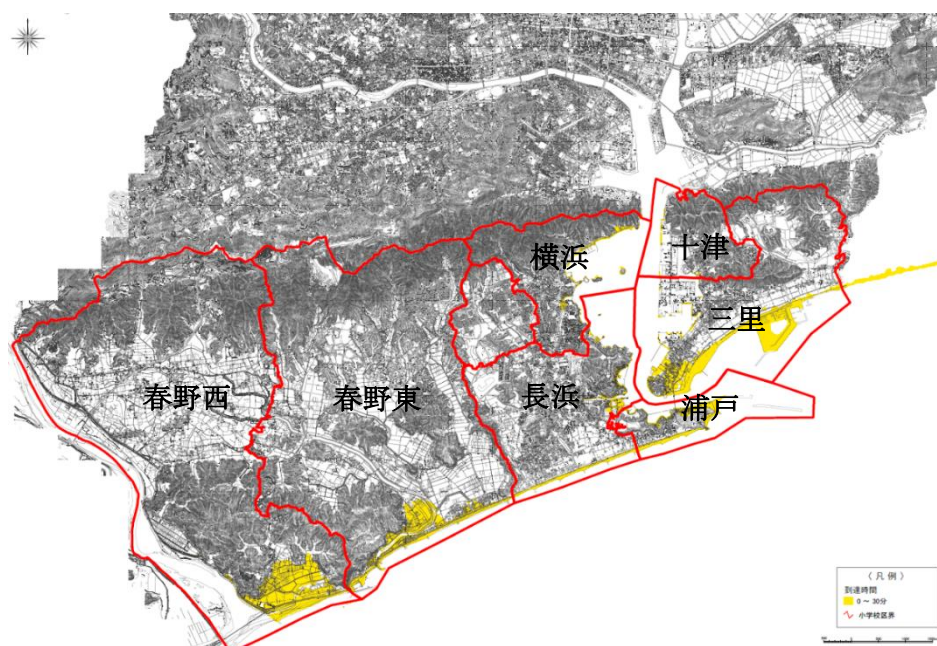 十津
横浜
三里
春野西
春野東
長浜
浦戸
〈 凡 例 〉
到達時間
0 ～ 30分
小学校区界